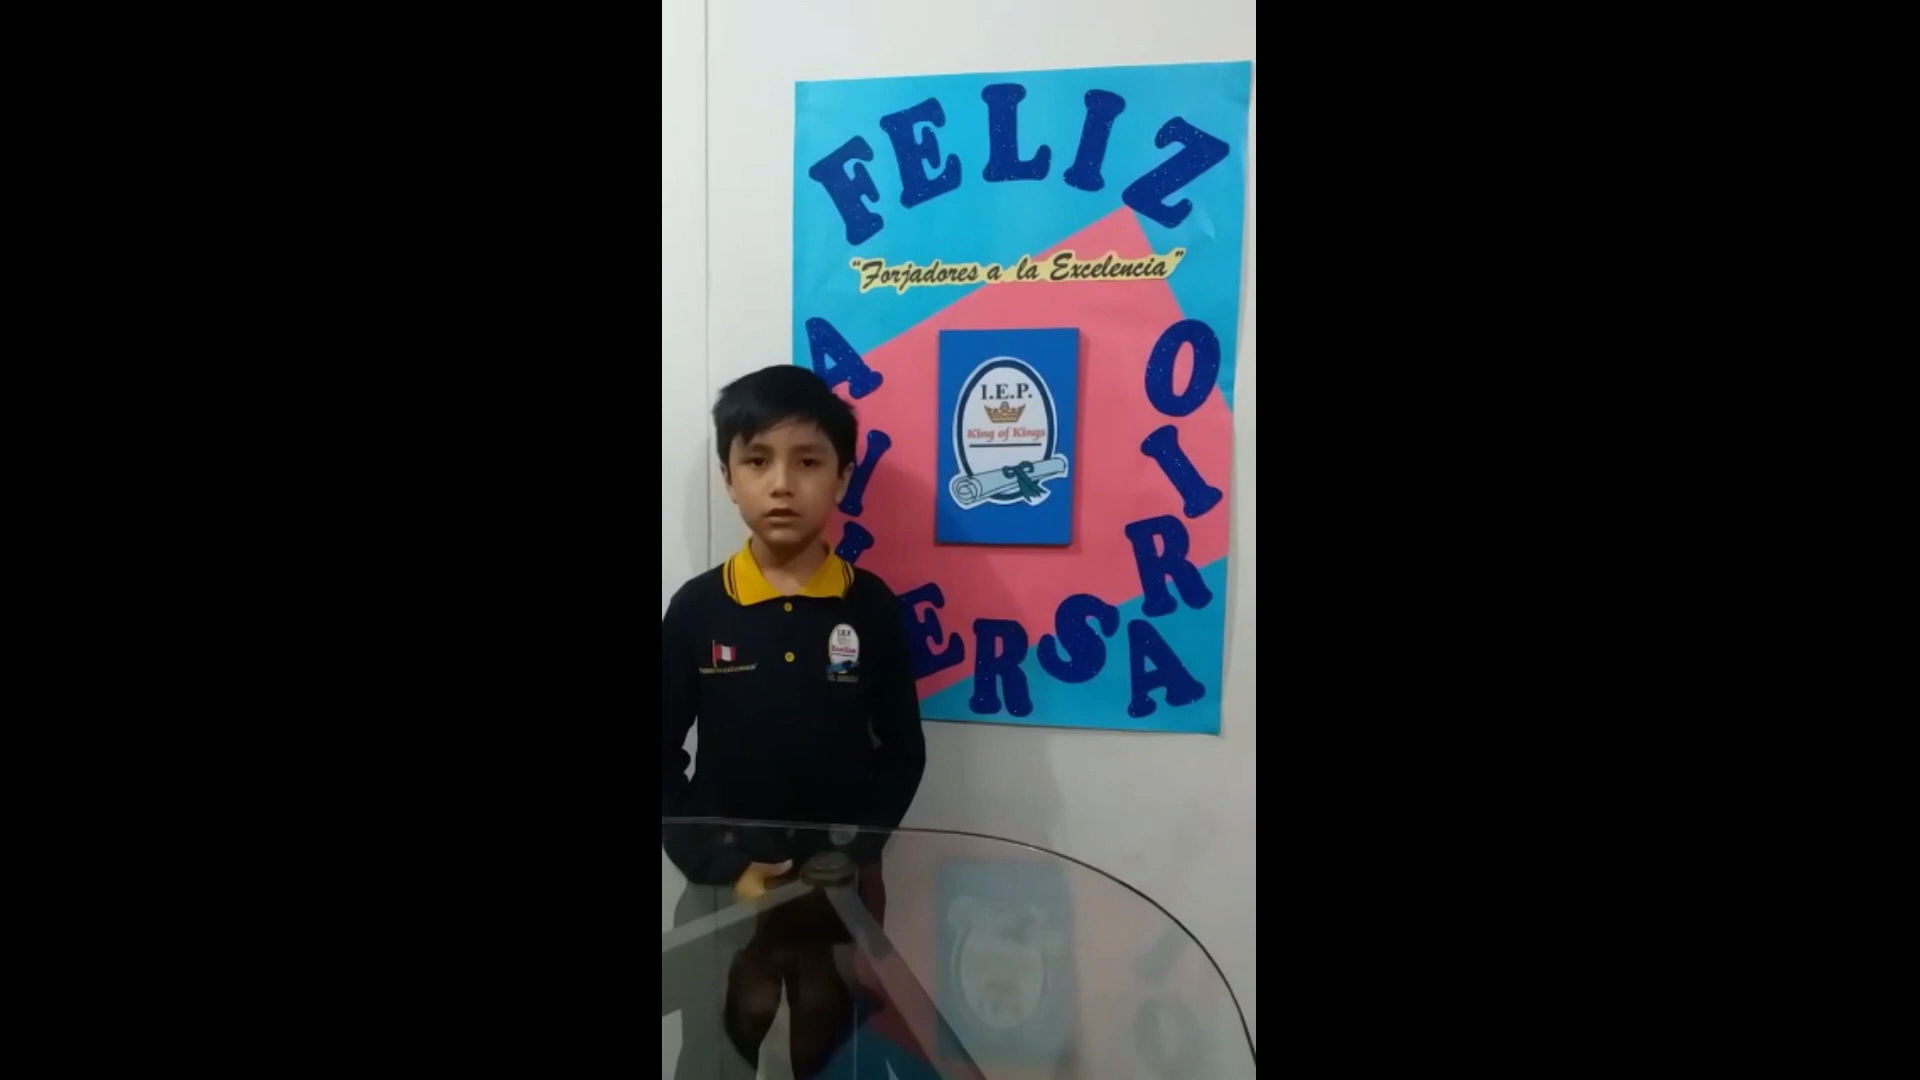 FELIZ
"Forjadores a la Excelencia"
ANIVERSARIO
I.E.P.
King of Kings
I.E.P.